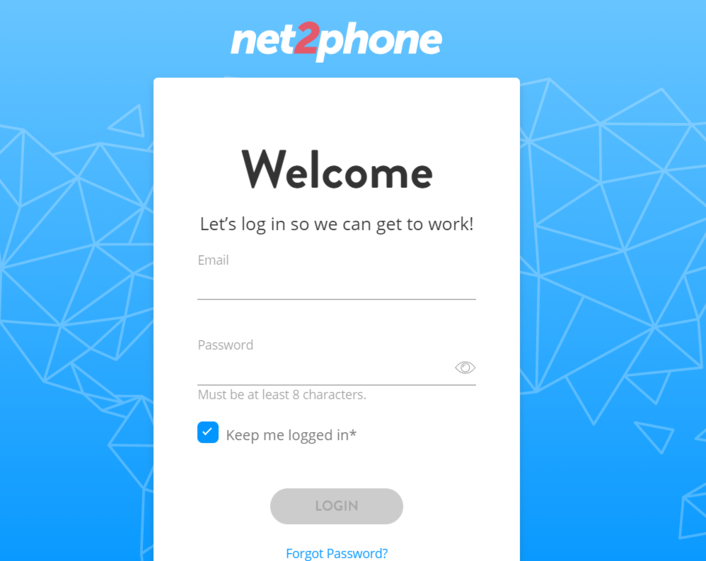 net2phone
Welcome
Let’s log in so we can get to work!
Email
Password
Must be at least 8 characters.
Keep me logged in*
LOGIN
Forgot Password?